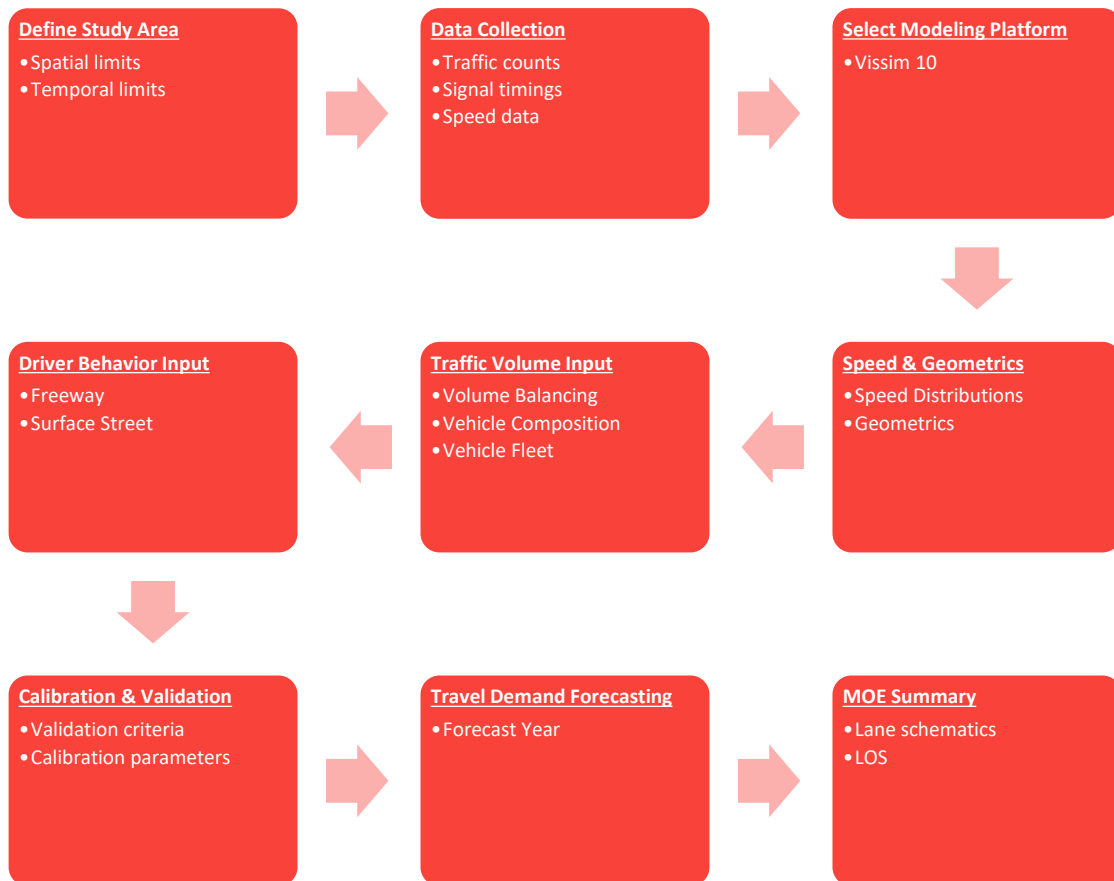 Define Study Area
•Spatial limits
•Temporal limits
Data Collection
•Traffic counts
•Signal timings
•Speed data
Select Modeling Platform
•Vissim 10
Speed & Geometrics
•Speed Distributions
•Geometrics
Traffic Volume Input
•Volume Balancing
•Vehicle Composition
•Vehicle Fleet
Driver Behavior Input
•Freeway
•Surface Street
Calibration & Validation
•Validation criteria
•Calibration parameters
Travel Demand Forecasting
•Forecast Year
MOE Summary
•Lane schematics
•LOS